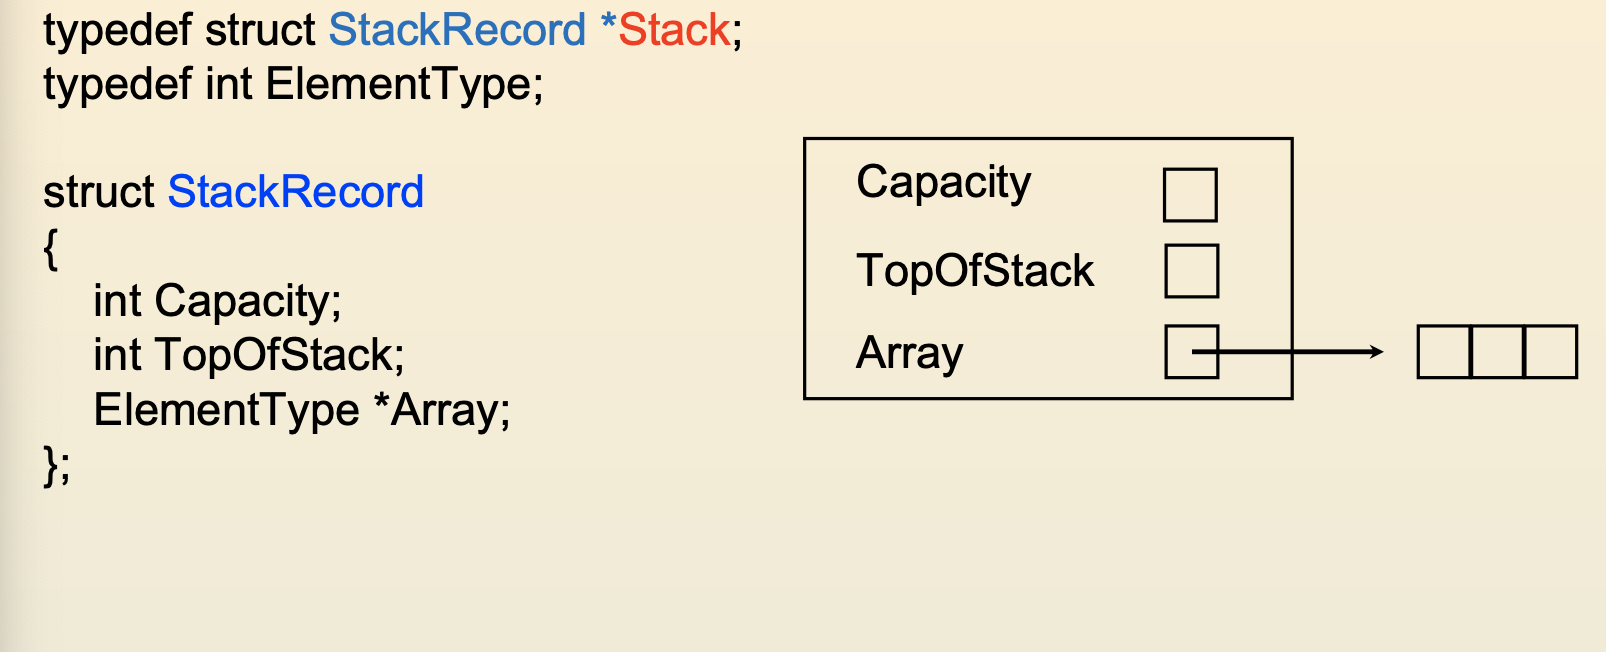 typedef struct StackRecord *Stack;
typedef int ElementType;
struct StackRecord
{
int Capacity;
int TopOfStack;
ElementType *Array;
};
Capacity
TopOfStack
Array